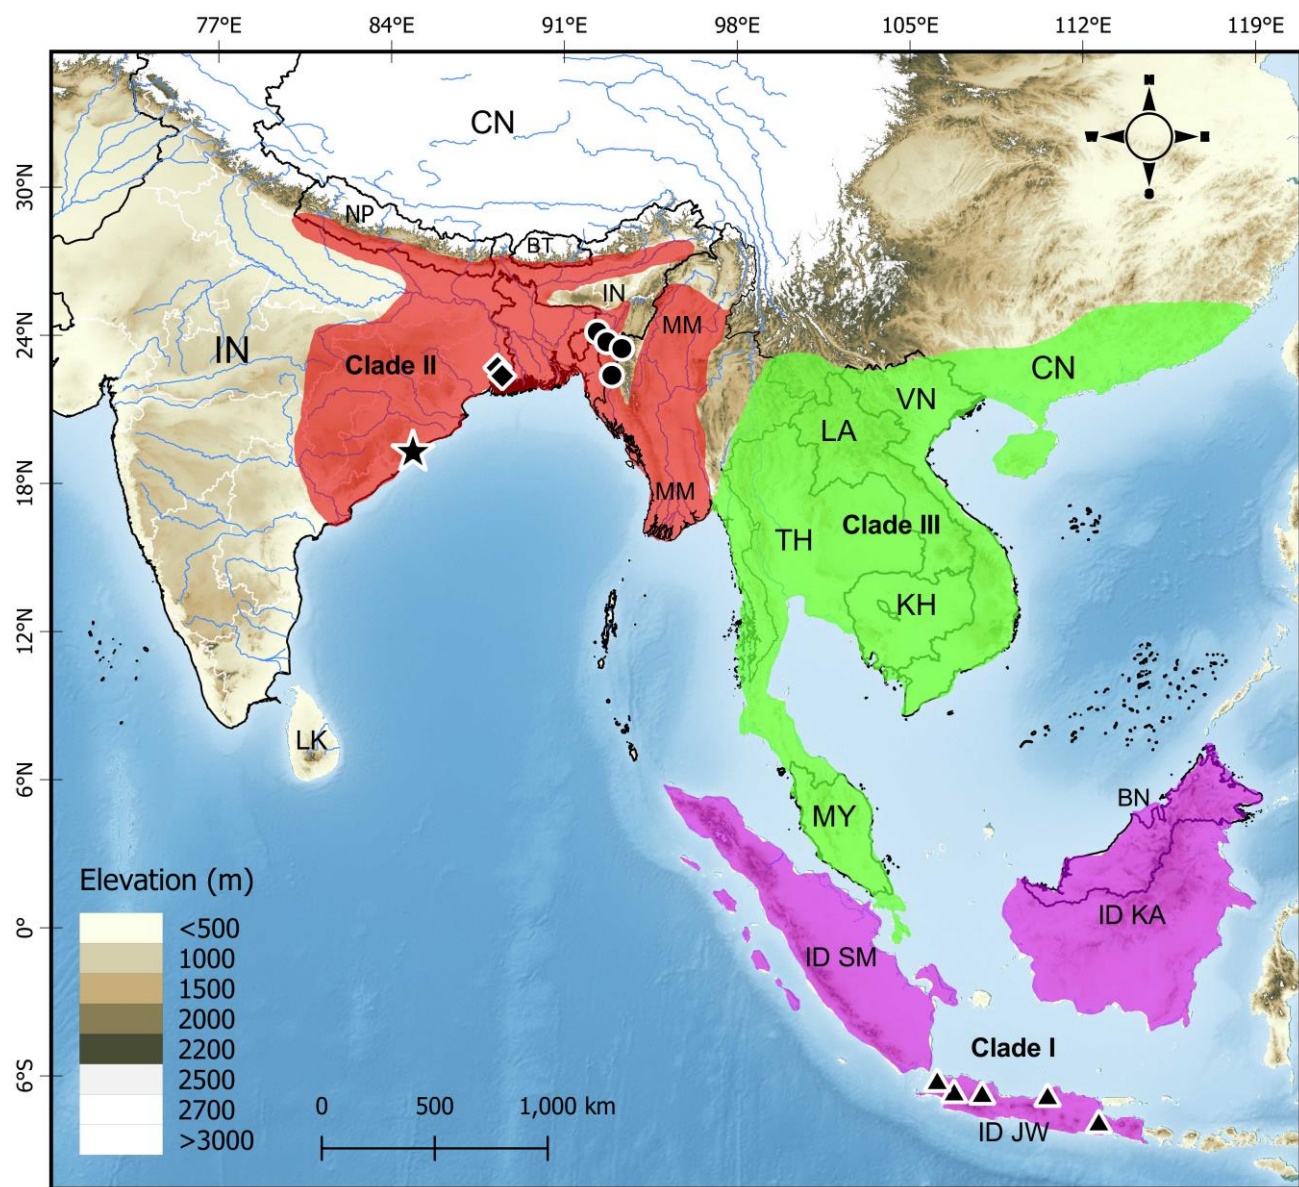 77°E 84°E 91°E 98°E 105°E 112°E 119°E
30°N
24°N
18°N
12°N
6°N
0°
6°S
CN
NP
BT
IN
IN
MM
Clade II
CN
VN
LA
MM
TH
Clade III
KH
LK
MY
BN
ID KA
ID SM
Clade I
ID JW
Elevation (m)
<500
1000
1500
2000
2200
2500
2700
>3000
0 500 1,000 km